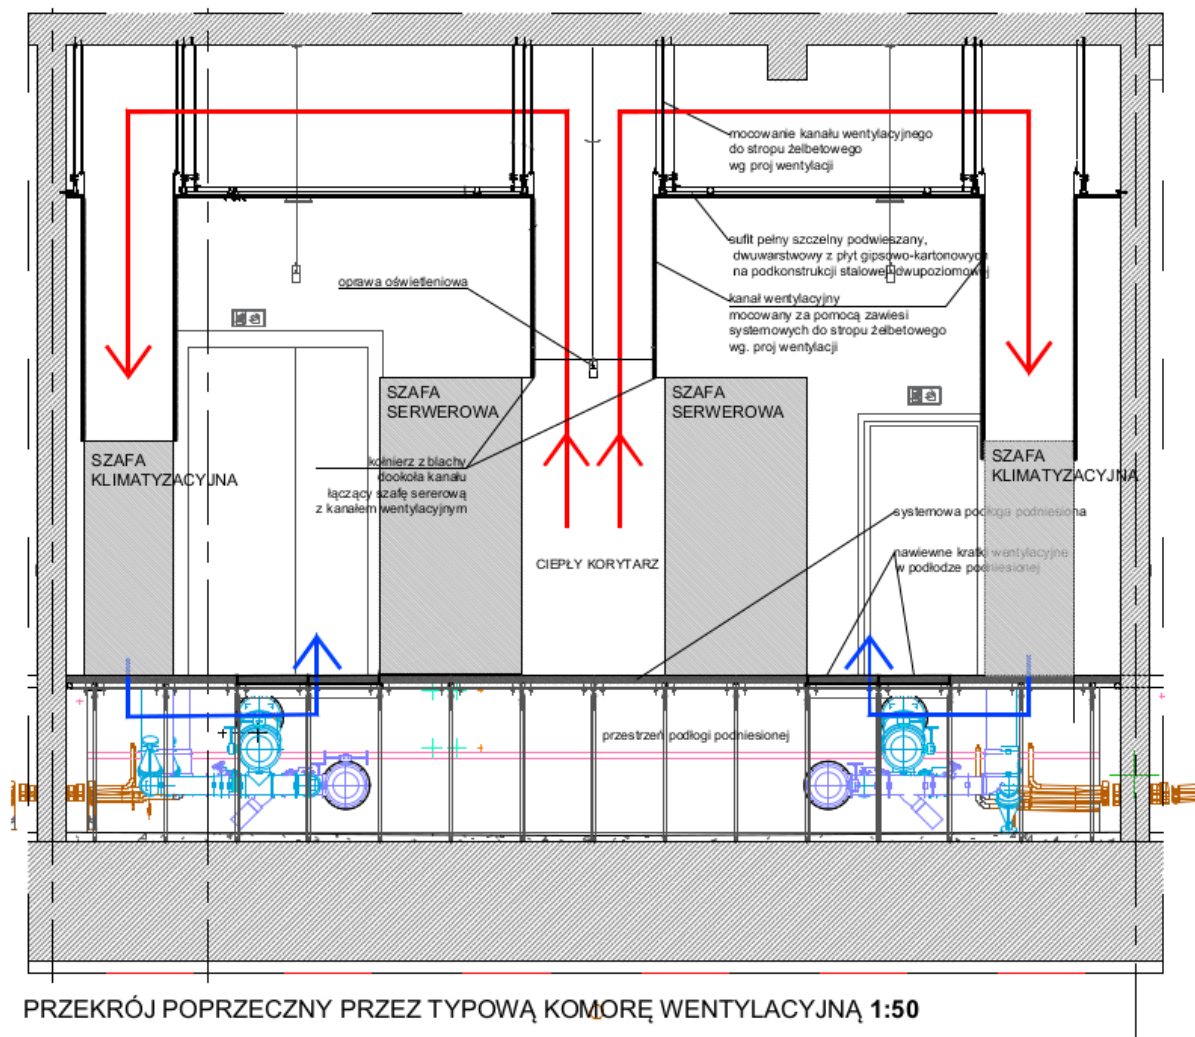 mocowanie kanału wentylacyjnego
do stropu żelbetowego
wg proj wentylacji
sufit pełny szczelny podwieszany,
dwuwarstwowy z płyt gipsowo-kartonowych
na podkonstrukcji stalowej dwupoziomowej
oprawa oświetleniowa
kanał wentylacyjny
mocowany za pomocą zawiesi
systemowych do stropu żelbetowego
wg. proj wentylacji
SZAFA
SERWEROWA
SZAFA
SERWEROWA
SZAFA
KLIMATYZACYJNA
kołnierz z blachy
dookoła kanału
łączący szafę sererową
z kanałem wentylacyjnym
SZAFA
KLIMATYZACYJNA
systemowa podłoga podniesiona
nawiewne kratki wentylacyjne
w podłodze podniesionej
CIEPŁY KORYTARZ
przestrzeń podłogi podniesionej
PRZEKRÓJ POPRZECZNY PRZEZ TYPOWĄ KOMORĘ WENTYLACYJNĄ 1:50